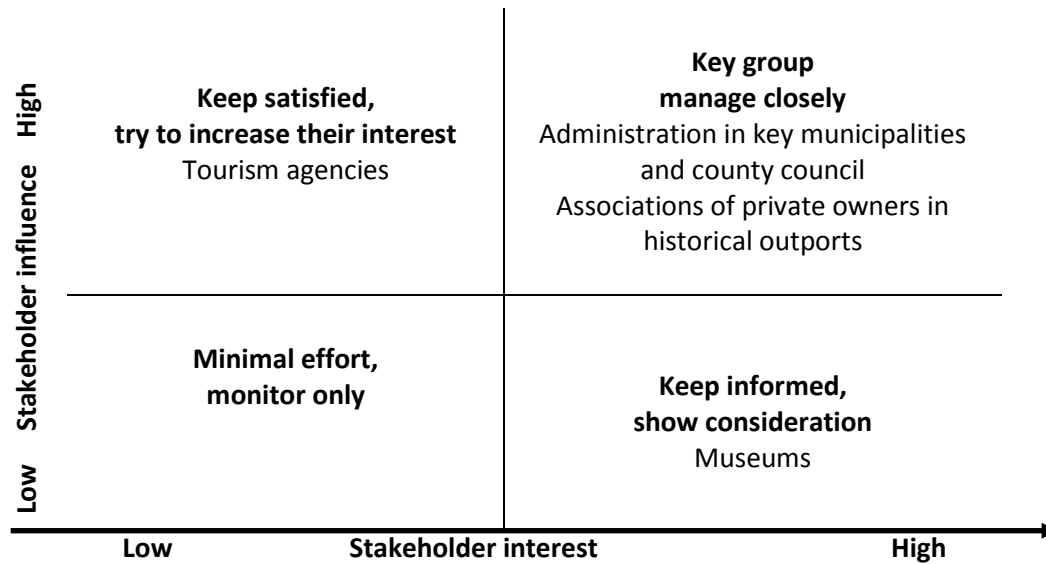 Keep satisfied,
try to increase their interest
Tourism agencies
Key group
manage closely
Administration in key municipalities
and county council
Associations of private owners in
historical outports
Minimal effort,
monitor only
Keep informed,
show consideration
Museums
Low Stakeholder influence High
Low Stakeholder interest High